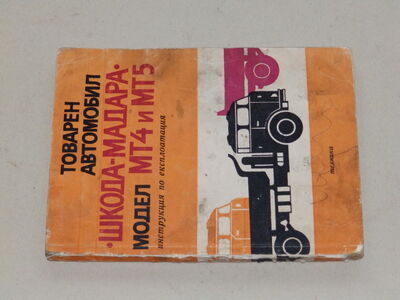 ТОВАРЕН
АВТОМОБИЛ
"ШКОДА-МАДАРА"
МОДЕЛ МТ4 и МТ5
инструкция по експлоатация
техника